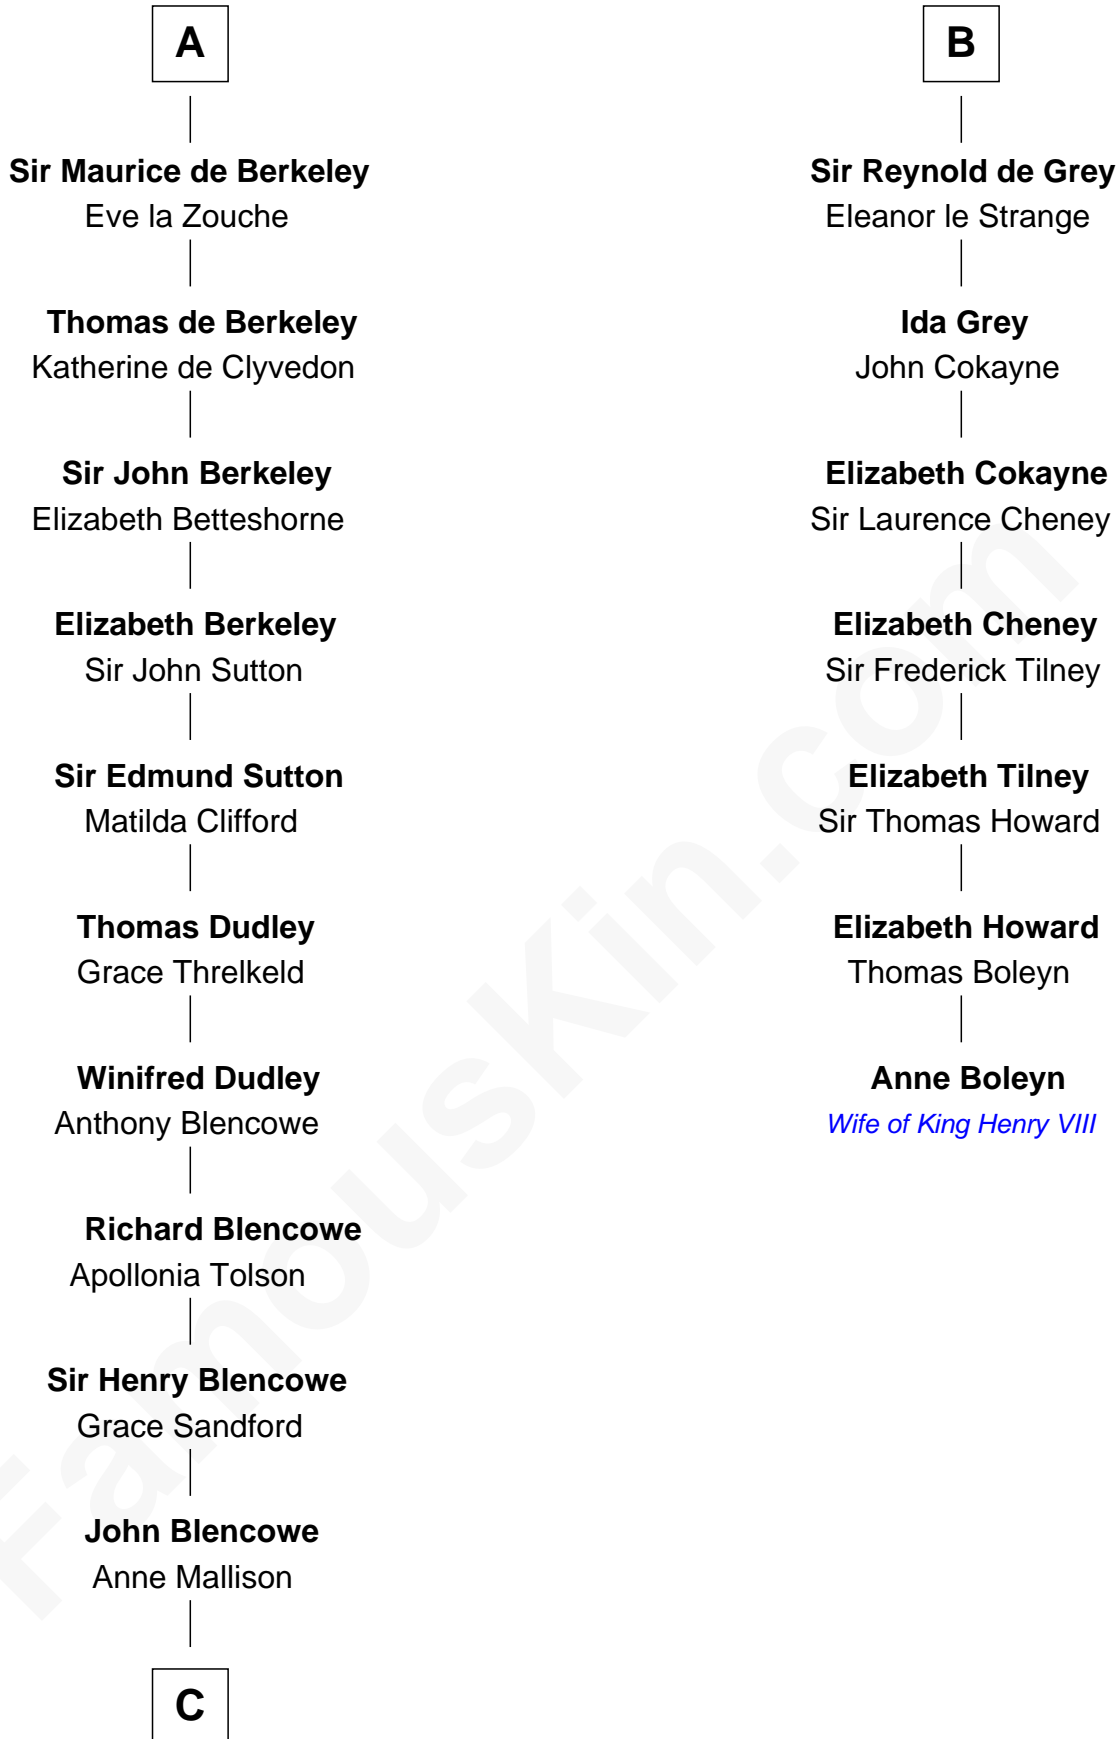 A
Sir Maurice de Berkeley
Eve la Zouche
Thomas de Berkeley
Katherine de Clyvedon
Sir John Berkeley
Elizabeth Betteshorne
Elizabeth Berkeley
Sir John Sutton
Sir Edmund Sutton
Matilda Clifford
Thomas Dudley
Grace Threlkeld
Winifred Dudley
Anthony Blencowe
Richard Blencowe
Apollonia Tolson
Sir Henry Blencowe
Grace Sandford
John Blencowe
Anne Mallison
C
B
Sir Reynold de Grey
Eleanor le Strange
Ida Grey
John Cokayne
Elizabeth Cokayne
Sir Laurence Cheney
Elizabeth Cheney
Sir Frederick Tilney
Elizabeth Tilney
Sir Thomas Howard
Elizabeth Howard
Thomas Boleyn
Anne Boleyn
Wife of King Henry VIII
FamousKin.com